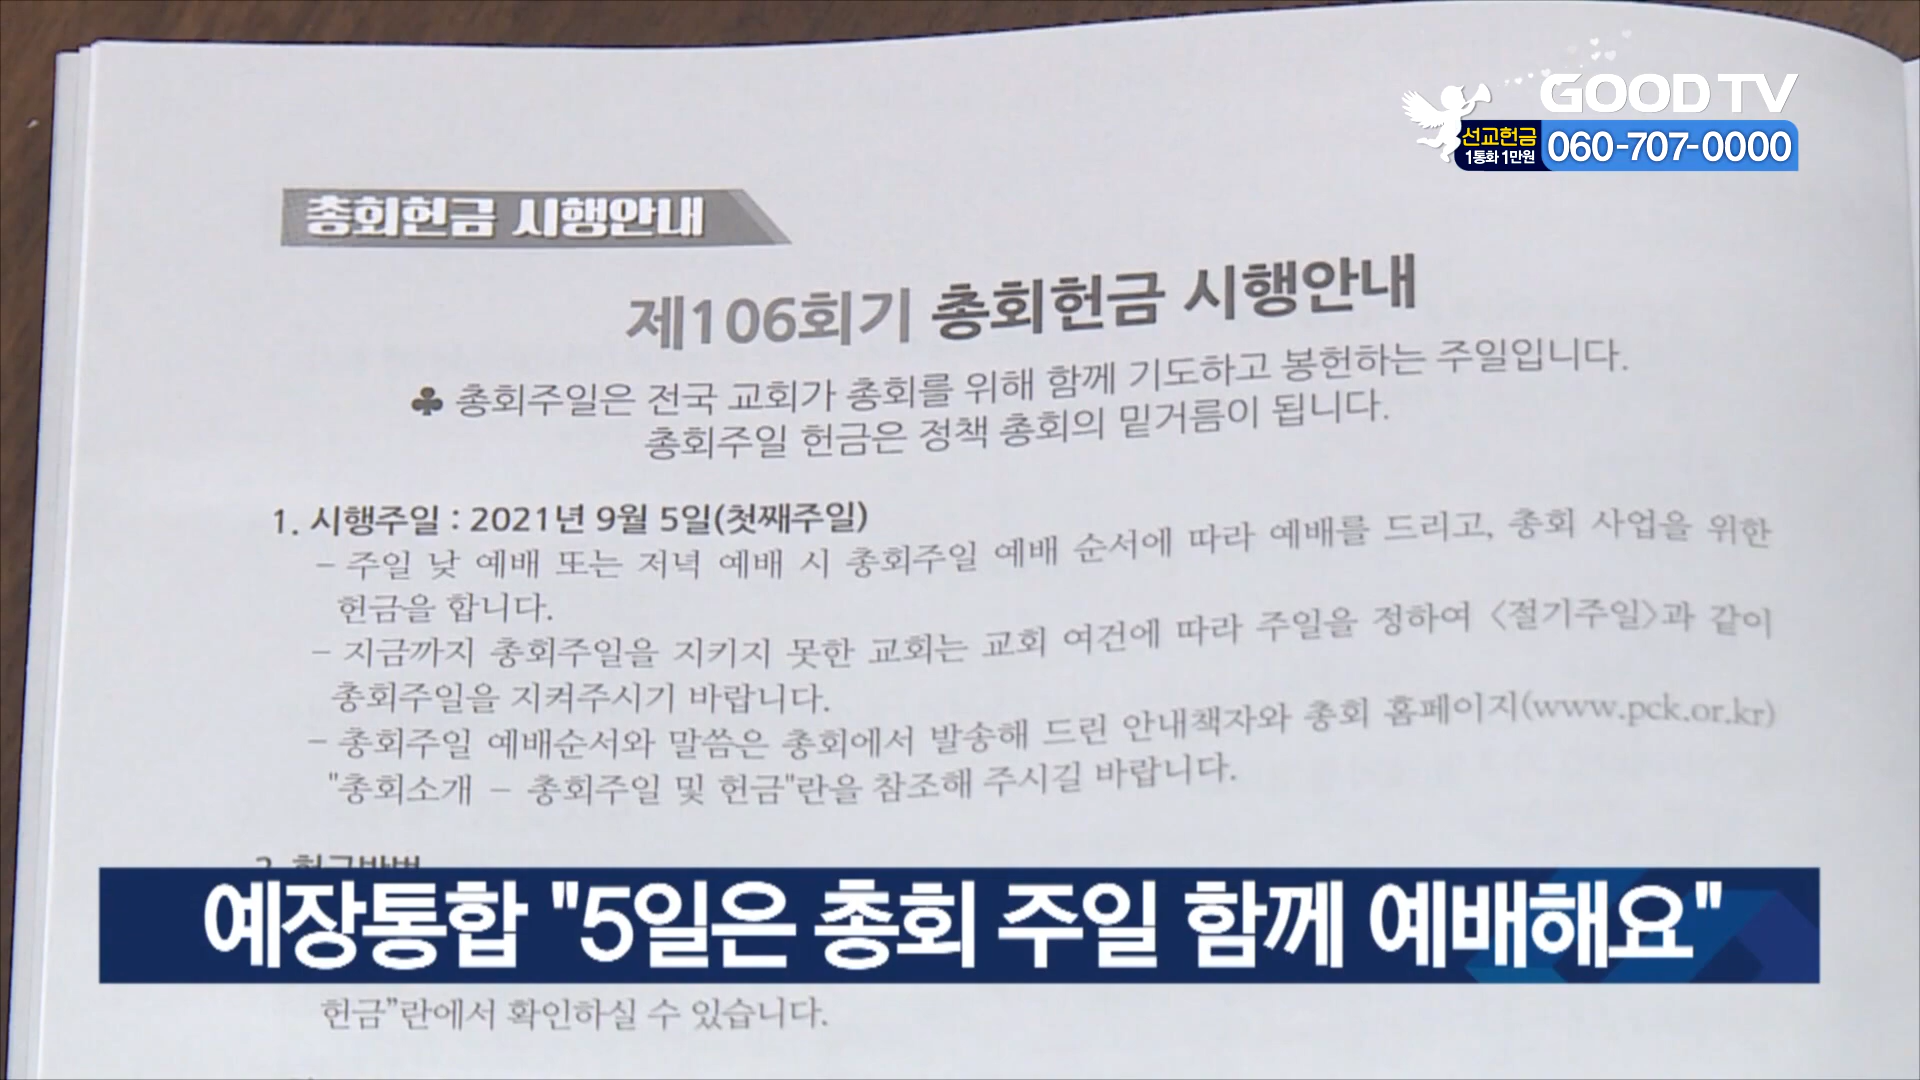 GOODTV
선교헌금
1통화 1만원
060-707-0000
총회헌금 시행안내
제106회기 총회헌금 시행안내
♣ 총회주일은 전국 교회가 총회를 위해 함께 기도하고 봉헌하는 주일입니다.
총회주일 헌금은 정책 총회의 밑거름이 됩니다.
1. 시행주일 : 2021년 9월 5일(첫째주일)
- 주일 낮 예배 또는 저녁 예배 시 총회주일 예배 순서에 따라 예배를 드리고, 총회 사업을 위한
헌금을 합니다.
- 지금까지 총회주일을 지키지 못한 교회는 교회 여건에 따라 주일을 정하여 <절기주일>과 같이
총회주일을 지켜주시기 바랍니다.
- 총회주일 예배순서와 말씀은 총회에서 발송해 드린 안내책자와 총회 홈페이지(www.pck.or.kr)
"총회소개 - 총회주일 및 헌금"란을 참조해 주시길 바랍니다.
예장통합 "5일은 총회 주일 함께 예배해요"
헌금"란에서 확인하실 수 있습니다.